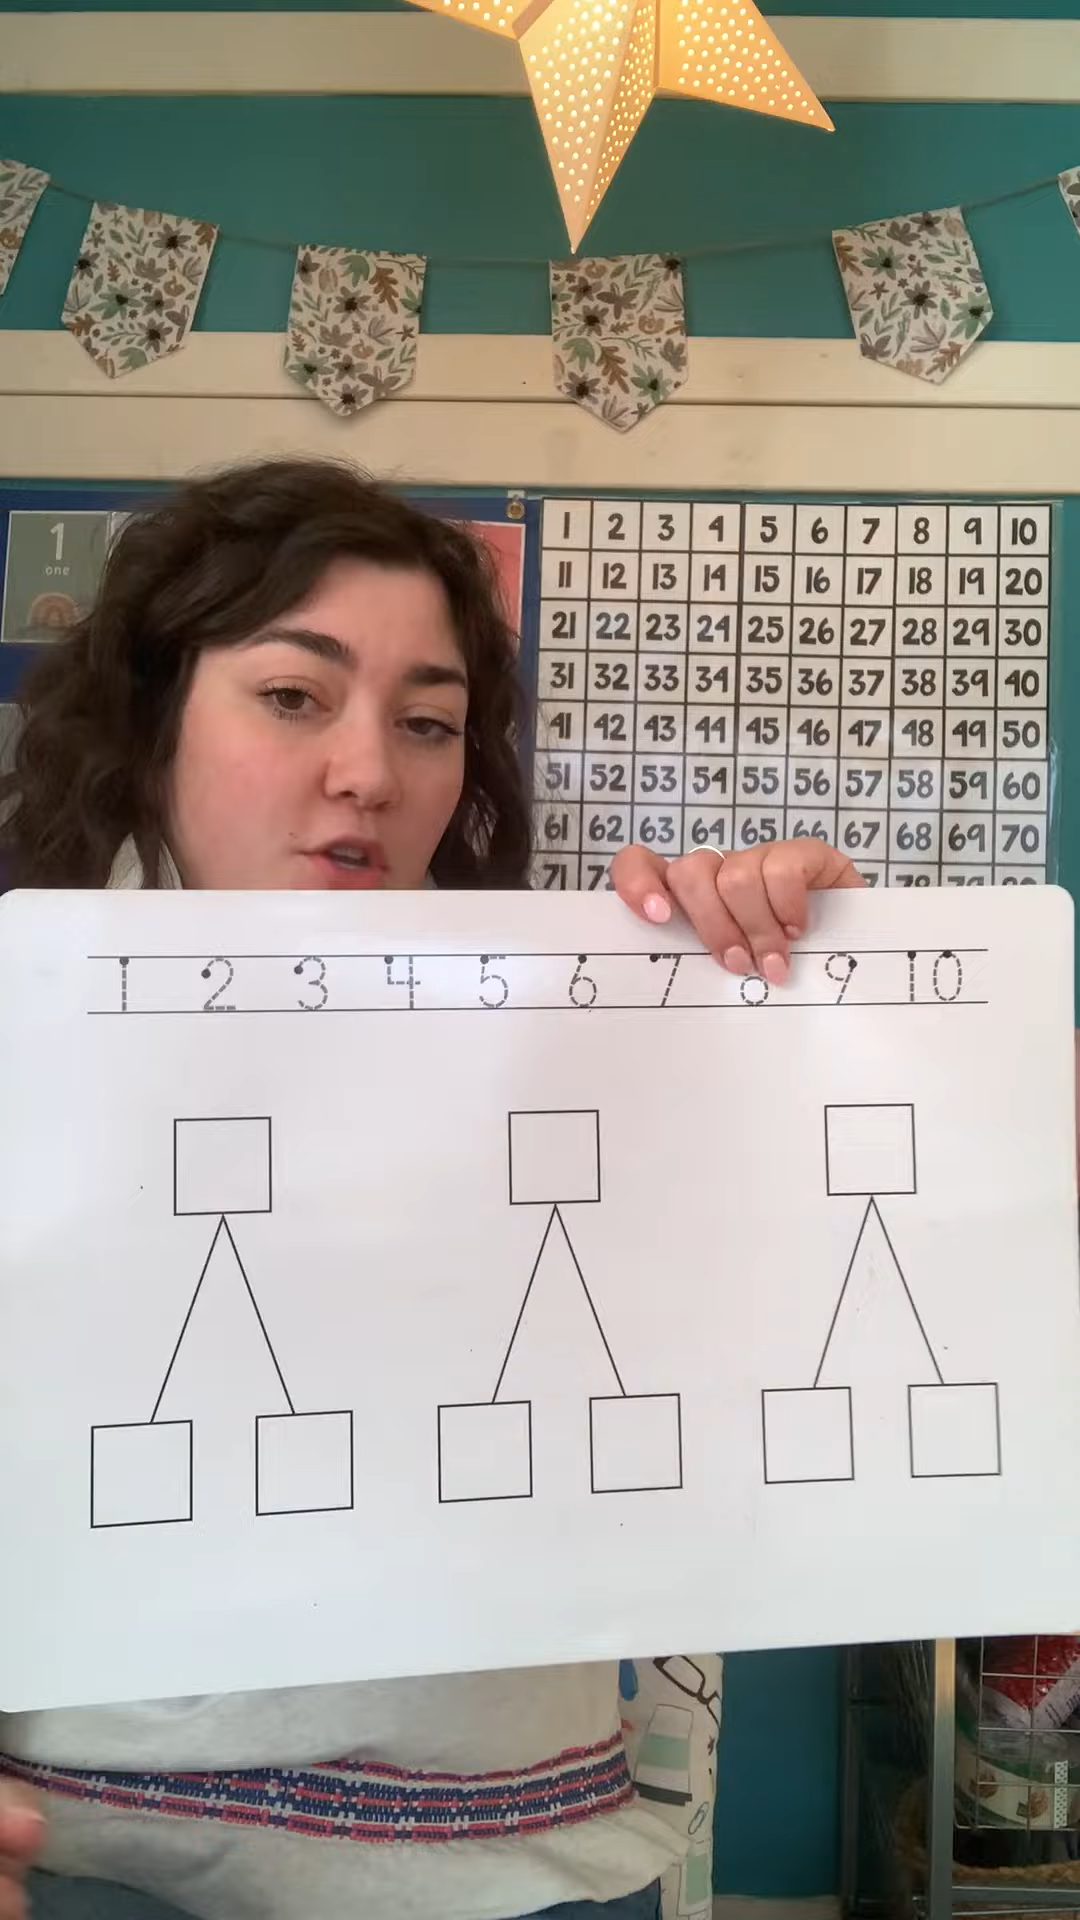 1
one
1 2 3 4 5 6 7 8 9 10
11 12 13 14 15 16 17 18 19 20
21 22 23 24 25 26 27 28 29 30
31 32 33 34 35 36 37 38 39 40
41 42 43 44 45 46 47 48 49 50
51 52 53 54 55 56 57 58 59 60
61 62 63 64 65 66 67 68 69 70
71
1 2 3 4 5 6 7 8 9 10